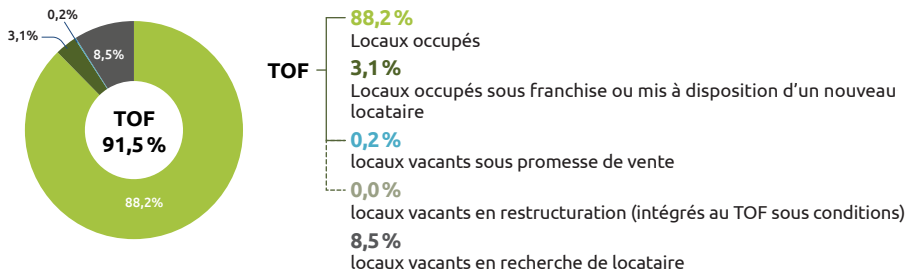 0,2%
3,1%
8,5%
TOF
91,5 %
88,2%
TOF
88,2 %
Locaux occupés
3,1 %
Locaux occupés sous franchise ou mis à disposition d’un nouveau
locataire
0,2 %
locaux vacants sous promesse de vente
0,0 %
locaux vacants en restructuration (intégrés au TOF sous conditions)
8,5 %
locaux vacants en recherche de locataire